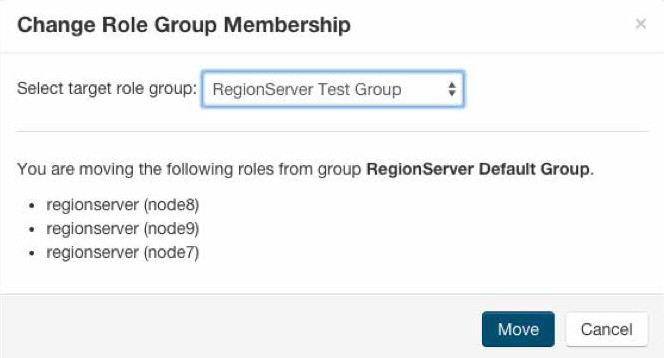 Change Role Group Membership ×
Select target role group: RegionServer Test Group
You are moving the following roles from group RegionServer Default Group.
• regionserver (node8)
• regionserver (node9)
• regionserver (node7)
Move Cancel